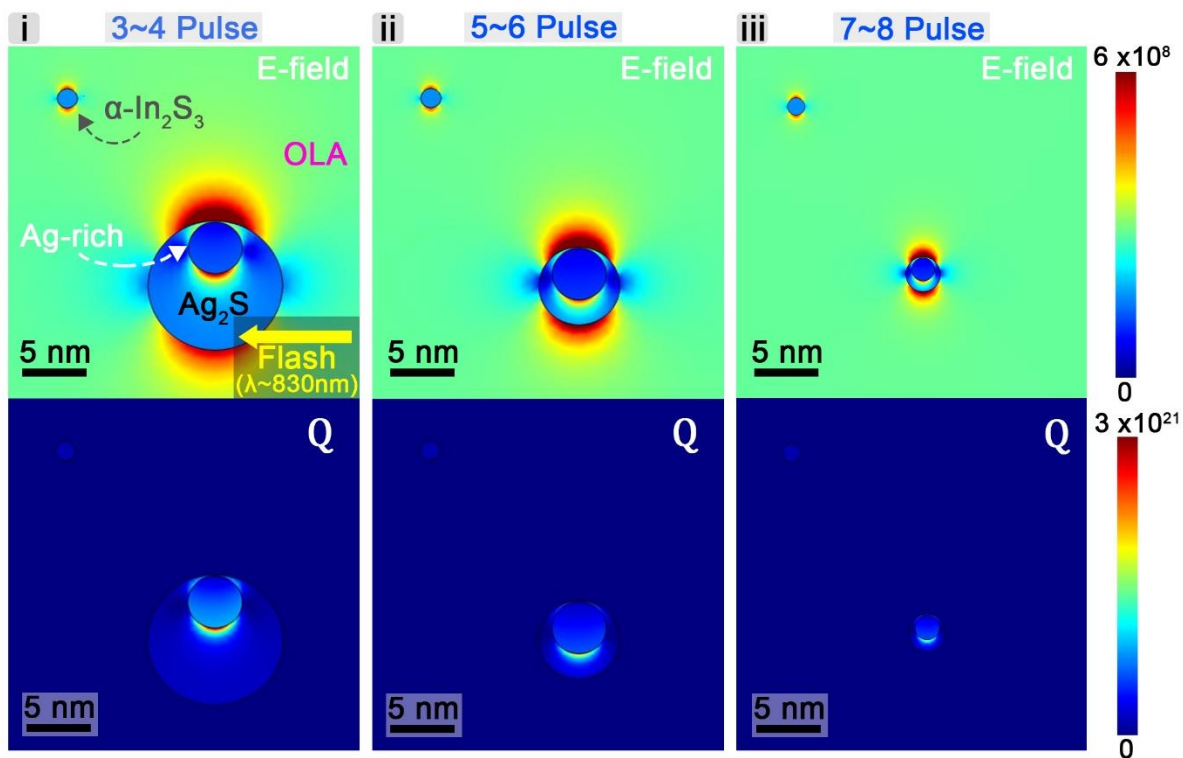 i
3~4 Pulse
E-field
α-In₂S₃
OLA
Ag-rich
Ag₂S
5 nm
Flash
(λ~830nm)
Q
5 nm
ii
5~6 Pulse
E-field
5 nm
Q
5 nm
iii
7~8 Pulse
E-field
5 nm
Q
5 nm
6 x10⁸
0
3 x10²¹
0